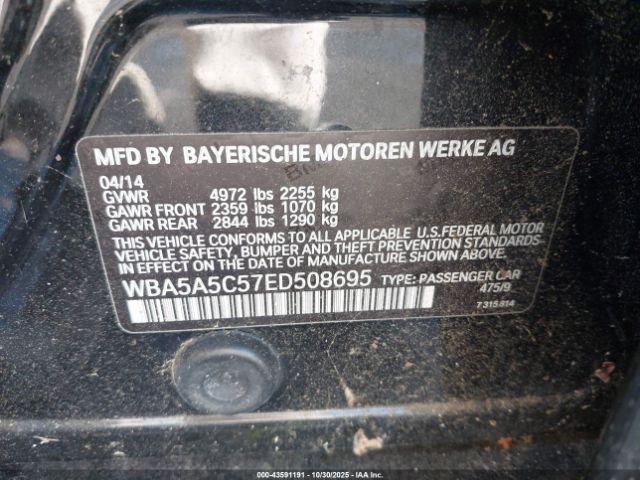 MFD BY BAYERISCHE MOTOREN WERKE AG
04/14
GVWR 4972 lbs 2255 kg
GAWR FRONT 2359 lbs 1070 kg
GAWR REAR 2844 lbs 1290 kg
THIS VEHICLE CONFORMS TO ALL APPLICABLE U.S.FEDERAL MOTOR
VEHICLE SAFETY, BUMPER AND THEFT PREVENTION STANDARDS
IN EFFECT ON THE DATE OF MANUFACTURE SHOWN ABOVE.
WBA5A5C57ED508695 TYPE: PASSENGER CAR
475/9
7315814
000-43591191 - 10/30/2025 - IAA Inc.